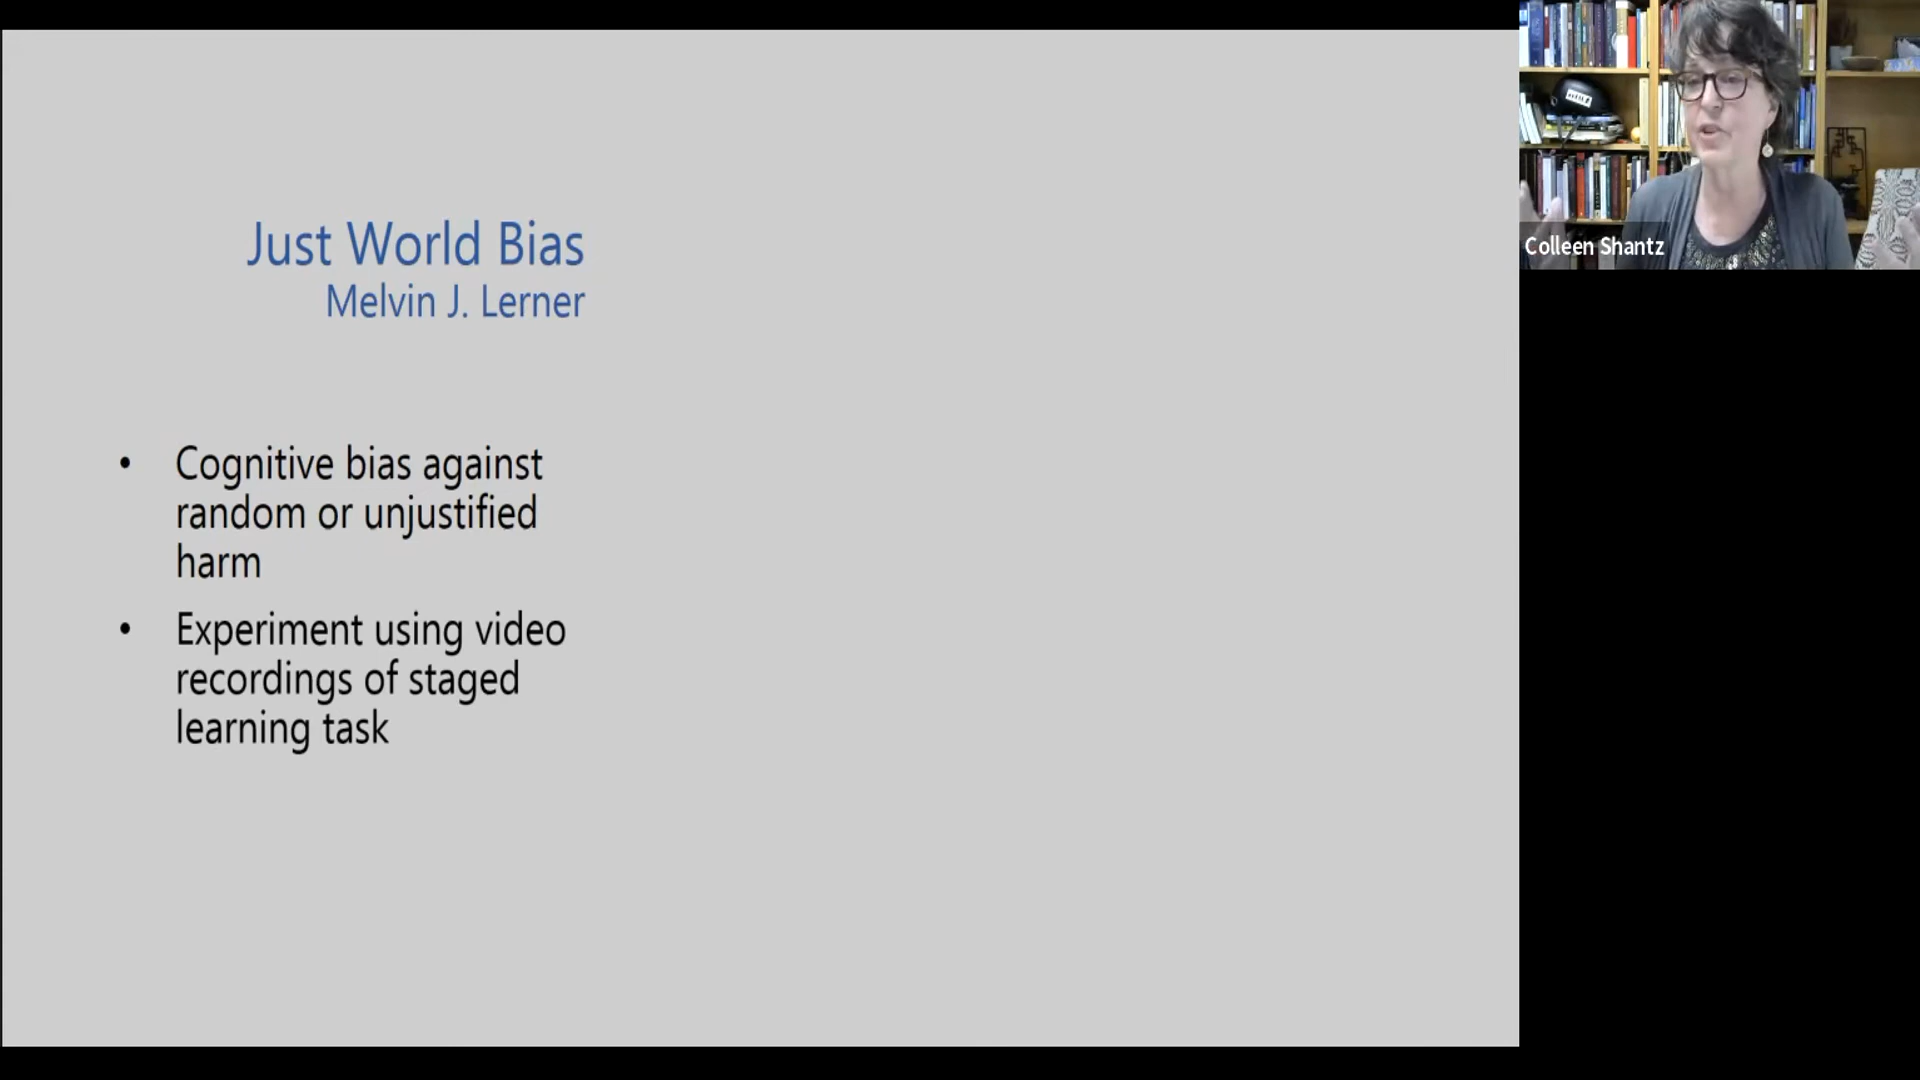 Just World Bias
Melvin J. Lerner
• Cognitive bias against
random or unjustified
harm
• Experiment using video
recordings of staged
learning task
Colleen Shantz